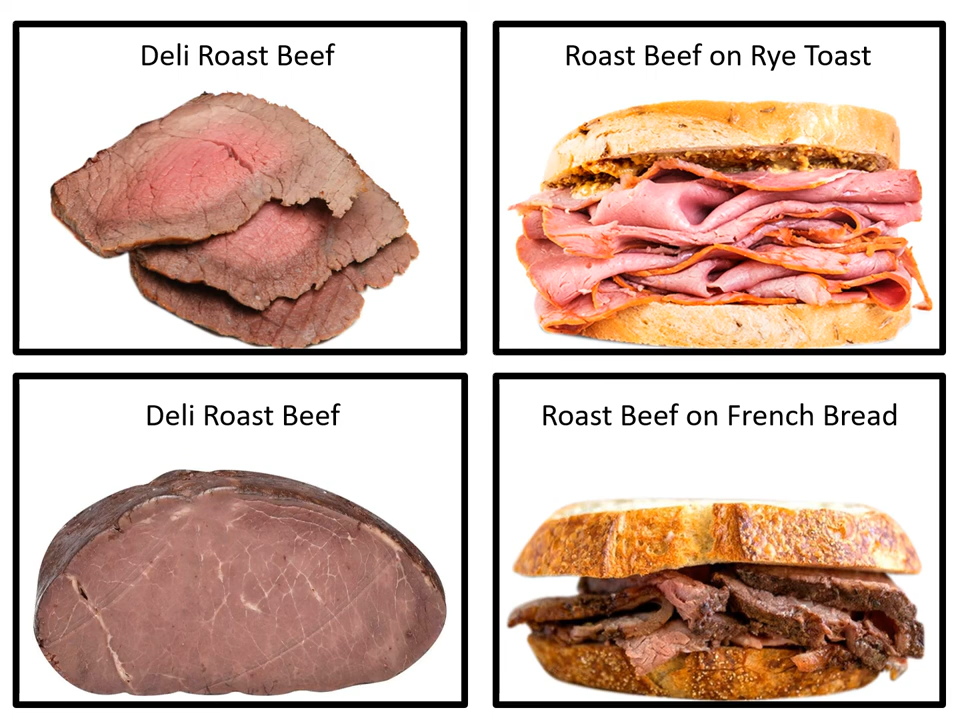 Deli Roast Beef
Roast Beef on Rye Toast
Deli Roast Beef
Roast Beef on French Bread